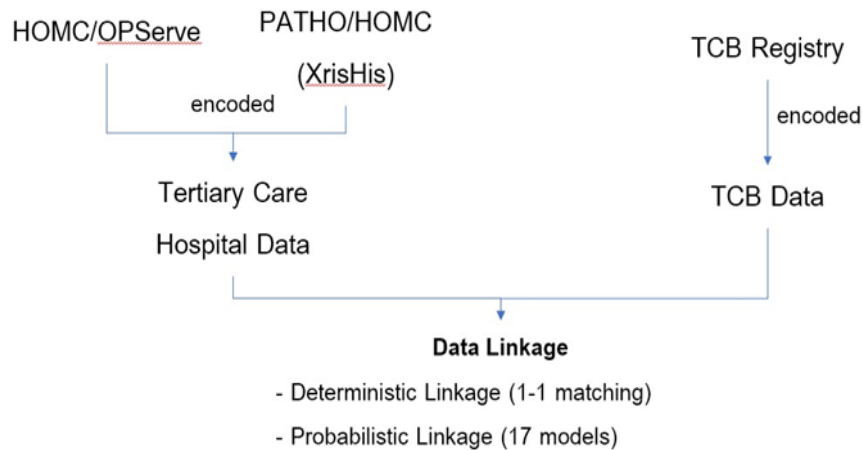 HOMC/OPServe
PATHO/HOMC
(XrisHis)
TCB Registry
encoded
encoded
Tertiary Care
Hospital Data
TCB Data
Data Linkage
- Deterministic Linkage (1-1 matching)
- Probabilistic Linkage (17 models)